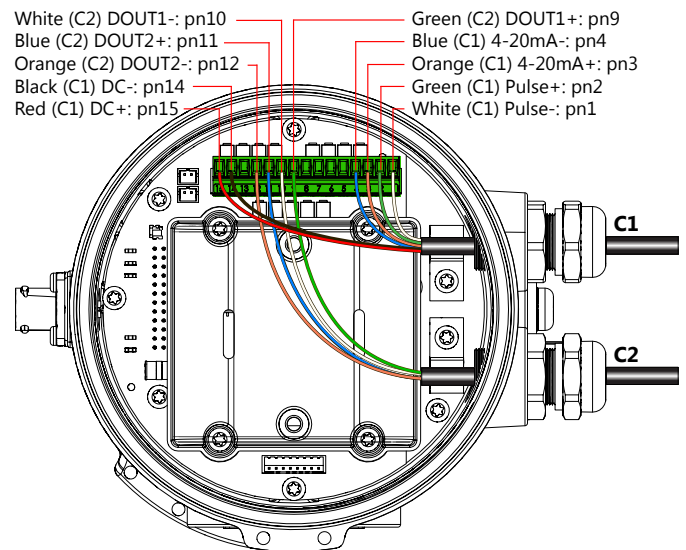 White (C2) DOUT1-: pn10
Blue (C2) DOUT2+: pn11
Orange (C2) DOUT2-: pn12
Black (C1) DC-: pn14
Red (C1) DC+: pn15
Green (C2) DOUT1+: pn9
Blue (C1) 4-20mA-: pn4
Orange (C1) 4-20mA+: pn3
Green (C1) Pulse+: pn2
White (C1) Pulse-: pn1
C1
C2